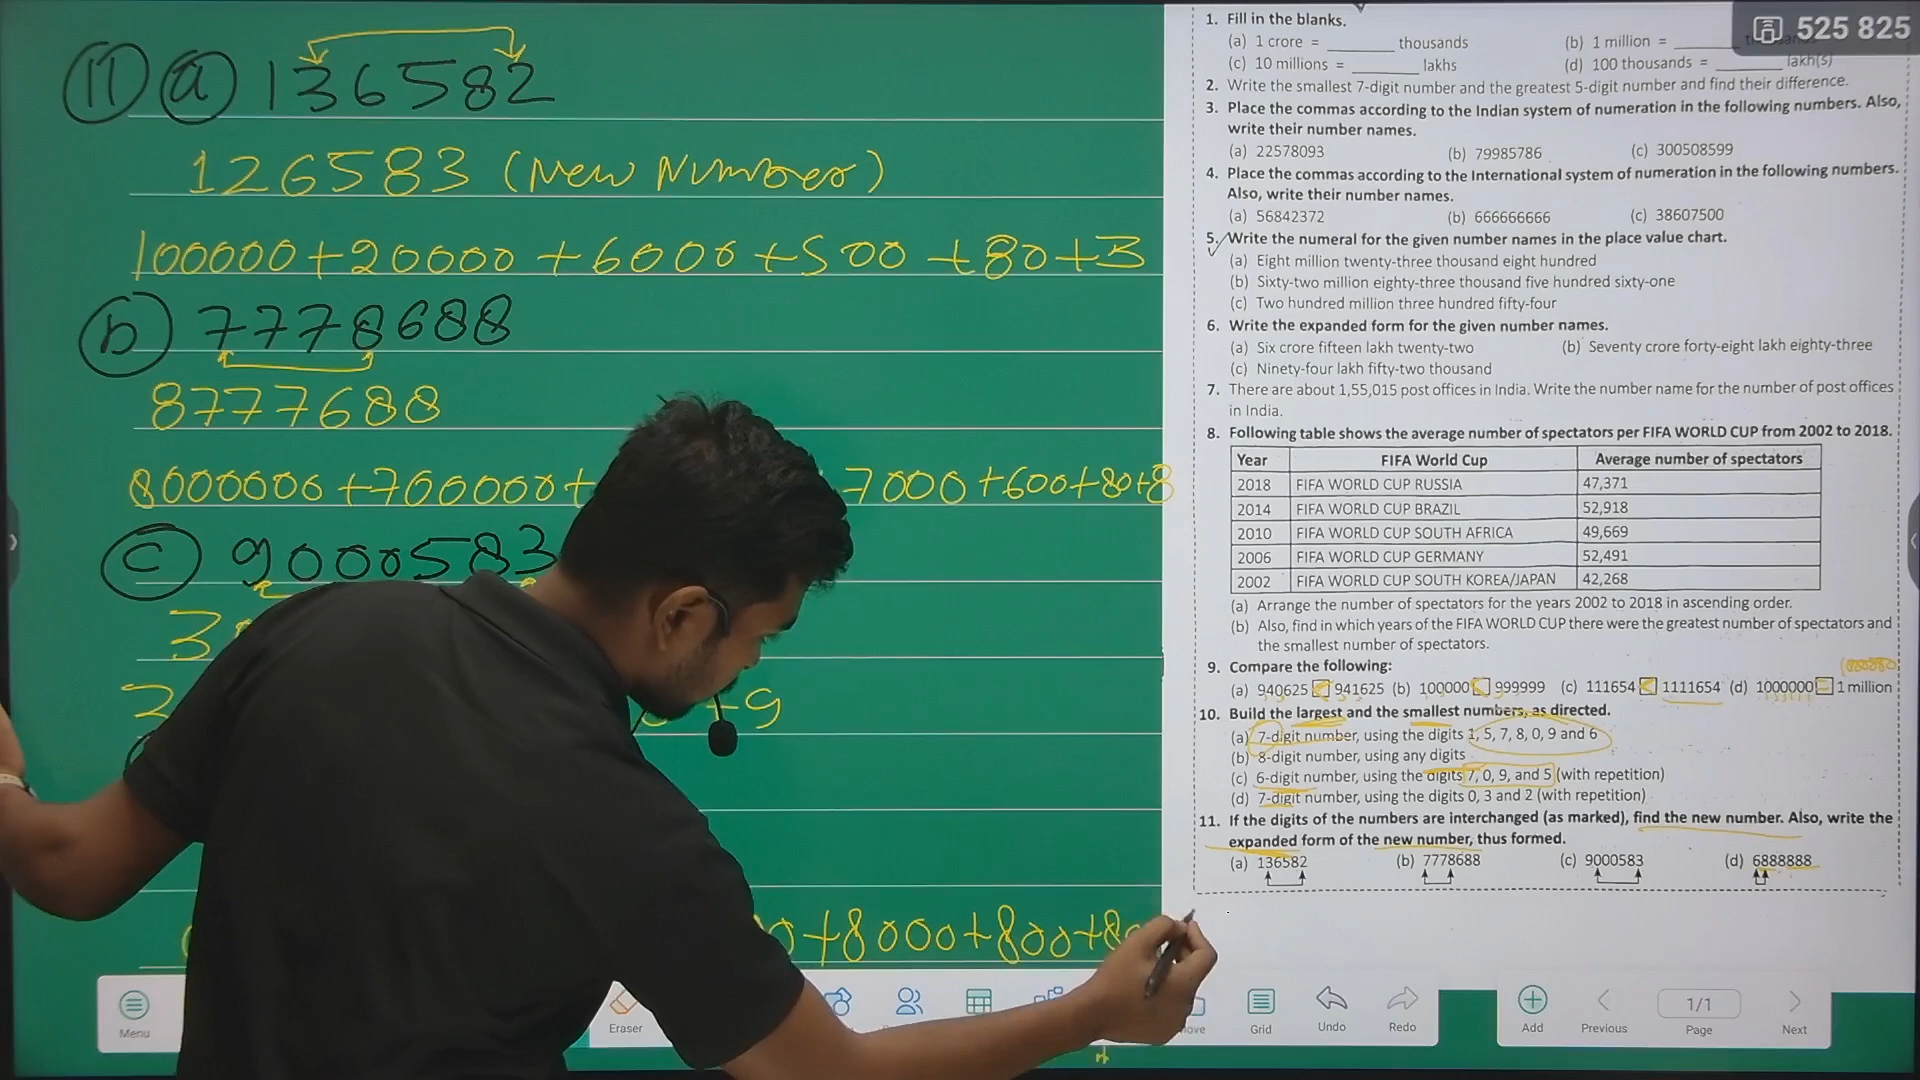 11 a 136582
126583 (New Number)
100000+20000+6000+500+80+3
b 7778688
8777688
8000000+700000+ 7000+600+80+8
c 9000583
3
+9
+8000+800+80
525 825
1. Fill in the blanks.
(a) 1 crore = ________ thousands (b) 1 million = ________
(c) 10 millions = ________ lakhs (d) 100 thousands = ________ lakh(s)
2. Write the smallest 7-digit number and the greatest 5-digit number and find their difference.
3. Place the commas according to the Indian system of numeration in the following numbers. Also,
write their number names.
(a) 22578093 (b) 79985786 (c) 300508599
4. Place the commas according to the International system of numeration in the following numbers.
Also, write their number names.
(a) 56842372 (b) 666666666 (c) 38607500
5. Write the numeral for the given number names in the place value chart.
(a) Eight million twenty-three thousand eight hundred
(b) Sixty-two million eighty-three thousand five hundred sixty-one
(c) Two hundred million three hundred fifty-four
6. Write the expanded form for the given number names.
(a) Six crore fifteen lakh twenty-two (b) Seventy crore forty-eight lakh eighty-three
(c) Ninety-four lakh fifty-two thousand
7. There are about 1,55,015 post offices in India. Write the number name for the number of post offices
in India.
8. Following table shows the average number of spectators per FIFA WORLD CUP from 2002 to 2018.
Year FIFA World Cup Average number of spectators
2018 FIFA WORLD CUP RUSSIA 47,371
2014 FIFA WORLD CUP BRAZIL 52,918
2010 FIFA WORLD CUP SOUTH AFRICA 49,669
2006 FIFA WORLD CUP GERMANY 52,491
2002 FIFA WORLD CUP SOUTH KOREA/JAPAN 42,268
(a) Arrange the number of spectators for the years 2002 to 2018 in ascending order.
(b) Also, find in which years of the FIFA WORLD CUP there were the greatest number of spectators and
the smallest number of spectators.
9. Compare the following:
(a) 940625 < 941625 (b) 100000 < 999999 (c) 111654 < 1111654 (d) 1000000 = 1 million
10. Build the largest and the smallest numbers, as directed.
(a) 7-digit number, using the digits 1, 5, 7, 8, 0, 9 and 6
(b) 8-digit number, using any digits
(c) 6-digit number, using the digits 7, 0, 9, and 5 (with repetition)
(d) 7-digit number, using the digits 0, 3 and 2 (with repetition)
11. If the digits of the numbers are interchanged (as marked), find the new number. Also, write the
expanded form of the new number, thus formed.
(a) 136582 (b) 7778688 (c) 9000583 (d) 6888888
Menu Eraser Grid Undo Redo Add Previous 1/1 Page Next